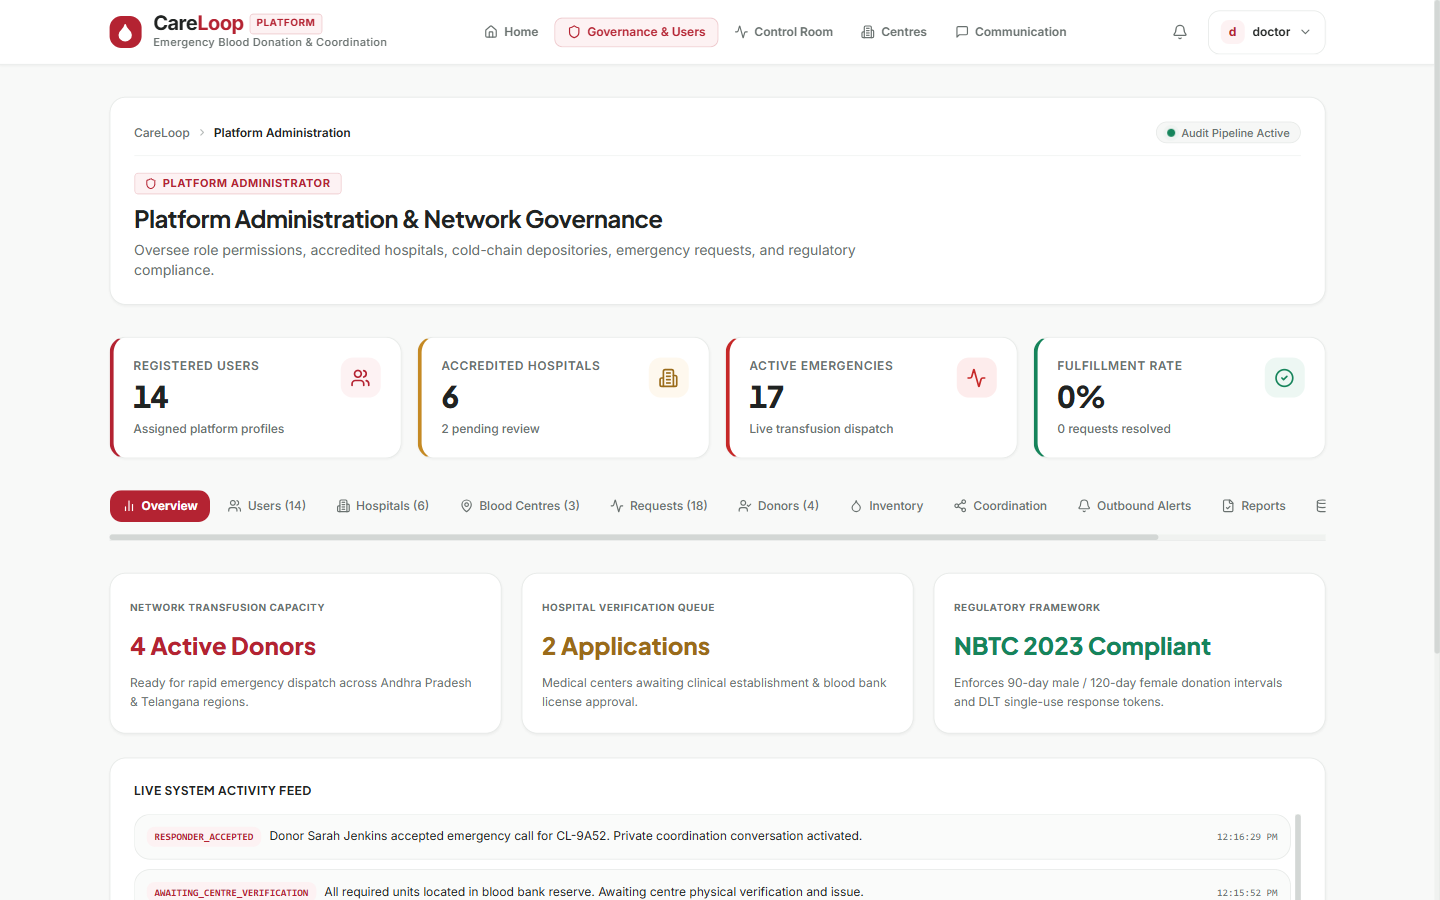 CareLoop PLATFORM
Emergency Blood Donation & Coordination
Home
Governance & Users
Control Room
Centres
Communication
d doctor
CareLoop > Platform Administration
Audit Pipeline Active
PLATFORM ADMINISTRATOR
Platform Administration & Network Governance
Oversee role permissions, accredited hospitals, cold-chain depositories, emergency requests, and regulatory
compliance.
REGISTERED USERS
14
Assigned platform profiles
ACCREDITED HOSPITALS
6
2 pending review
ACTIVE EMERGENCIES
17
Live transfusion dispatch
FULFILLMENT RATE
0%
0 requests resolved
Overview
Users (14)
Hospitals (6)
Blood Centres (3)
Requests (18)
Donors (4)
Inventory
Coordination
Outbound Alerts
Reports
NETWORK TRANSFUSION CAPACITY
4 Active Donors
Ready for rapid emergency dispatch across Andhra Pradesh
& Telangana regions.
HOSPITAL VERIFICATION QUEUE
2 Applications
Medical centers awaiting clinical establishment & blood bank
license approval.
REGULATORY FRAMEWORK
NBTC 2023 Compliant
Enforces 90-day male / 120-day female donation intervals
and DLT single-use response tokens.
LIVE SYSTEM ACTIVITY FEED
RESPONDER_ACCEPTED Donor Sarah Jenkins accepted emergency call for CL-9A52. Private coordination conversation activated. 12:16:29 PM
AWAITING_CENTRE_VERIFICATION All required units located in blood bank reserve. Awaiting centre physical verification and issue. 12:15:52 PM